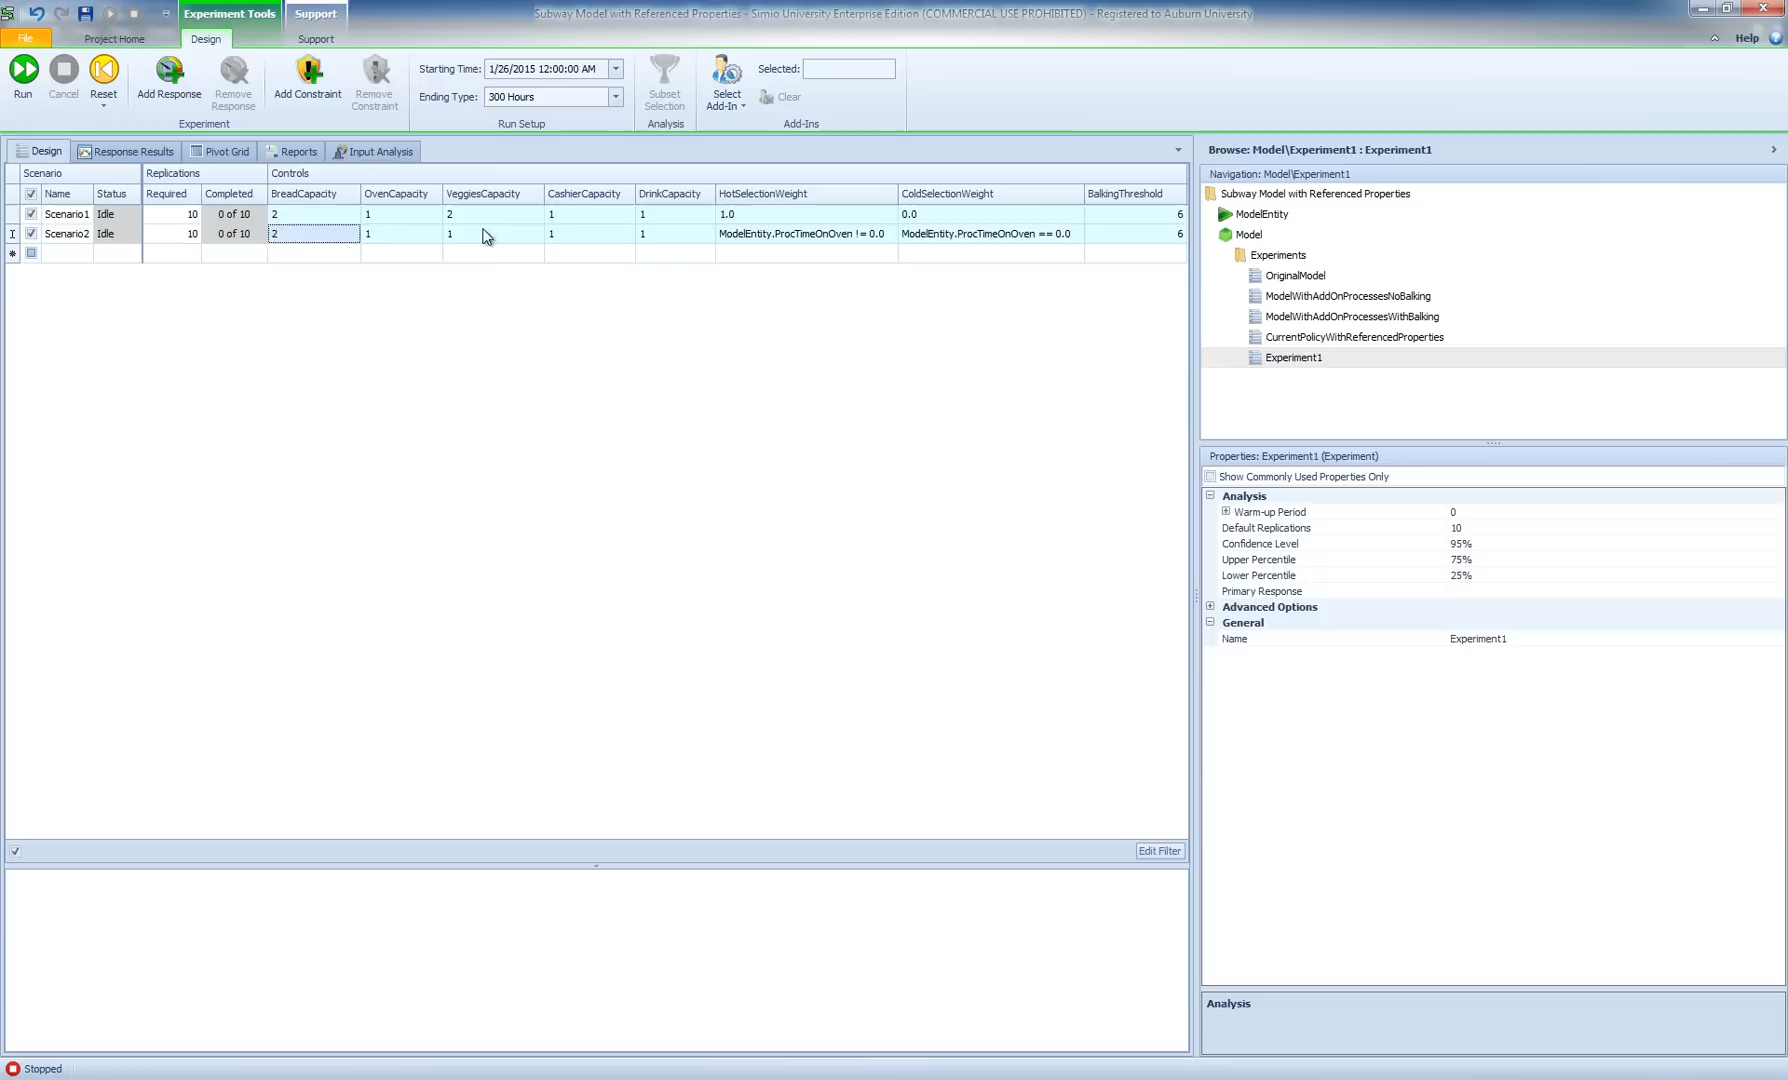 Experiment Tools Support Subway Model with Referenced Properties - Simio University Enterprise Edition (COMMERCIAL USE PROHIBITED) - Registered to Auburn University
File Project Home Design Support Help
Run Cancel Reset Add Response Remove Response Add Constraint Remove Constraint
Experiment
Starting Time: 1/26/2015 12:00:00 AM
Ending Type: 300 Hours
Run Setup
Subset Selection
Analysis
Select Add-In
Selected:
Clear
Add-Ins
Design Response Results Pivot Grid Reports Input Analysis
Scenario Replications Controls
Name Status Required Completed BreadCapacity OvenCapacity VeggiesCapacity CashierCapacity DrinkCapacity HotSelectionWeight ColdSelectionWeight BalkingThreshold
Scenario1 Idle 10 0 of 10 2 1 2 1 1 1.0 0.0 6
Scenario2 Idle 10 0 of 10 2 1 1 1 1 ModelEntity.ProcTimeOnOven != 0.0 ModelEntity.ProcTimeOnOven == 0.0 6
Edit Filter
Browse: Model\Experiment1 : Experiment1
Navigation: Model\Experiment1
Subway Model with Referenced Properties
ModelEntity
Model
Experiments
OriginalModel
ModelWithAddOnProcessesNoBalking
ModelWithAddOnProcessesWithBalking
CurrentPolicyWithReferencedProperties
Experiment1
Properties: Experiment1 (Experiment)
Show Commonly Used Properties Only
Analysis
Warm-up Period 0
Default Replications 10
Confidence Level 95%
Upper Percentile 75%
Lower Percentile 25%
Primary Response
Advanced Options
General
Name Experiment1
Analysis
Stopped